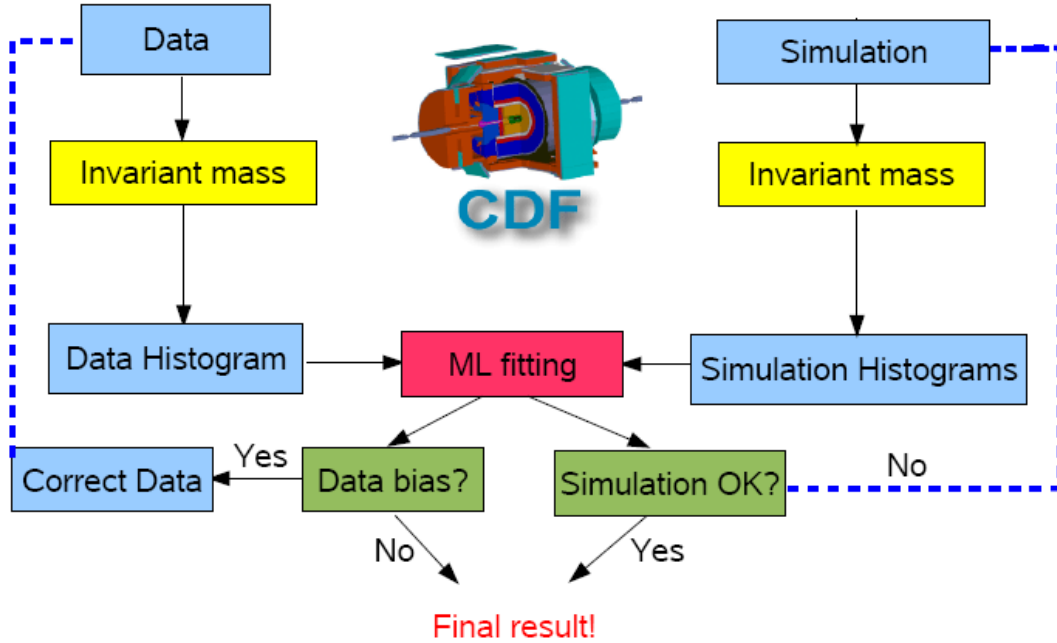 Data
Simulation
Invariant mass
Invariant mass
CDF
Data Histogram
ML fitting
Simulation Histograms
Correct Data
Yes
Data bias?
Simulation OK?
No
No
Yes
Final result!